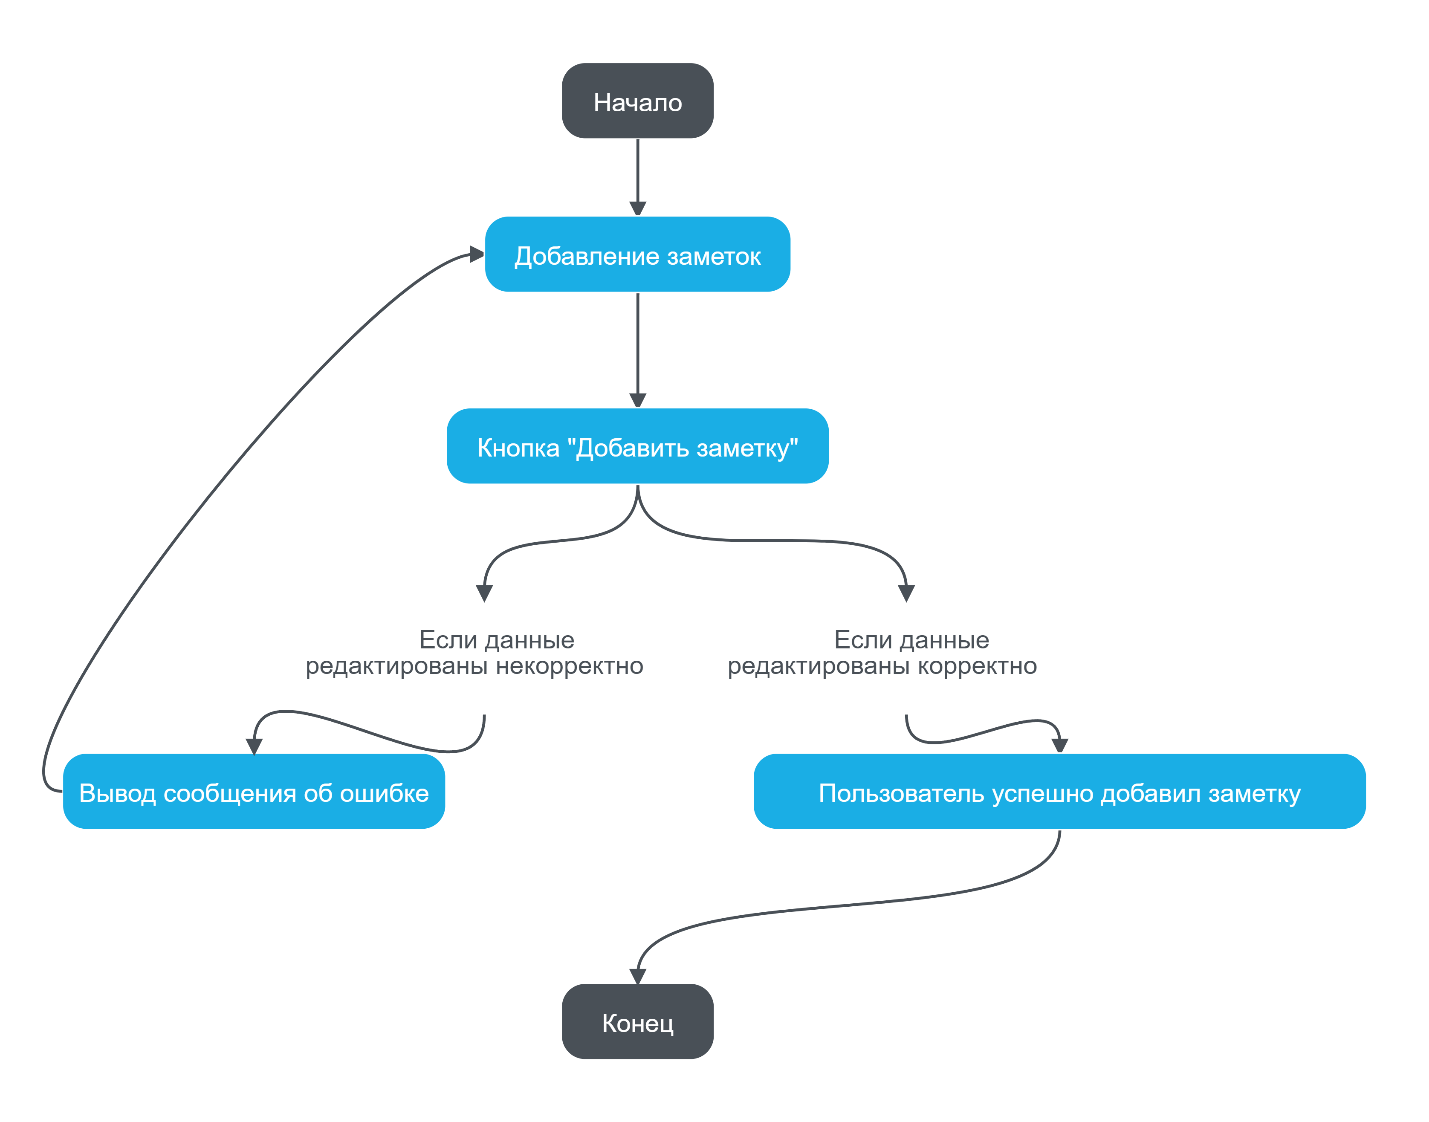 Начало
Добавление заметок
Кнопка "Добавить заметку"
Если данные
редактированы некорректно
Если данные
редактированы корректно
Вывод сообщения об ошибке
Пользователь успешно добавил заметку
Конец